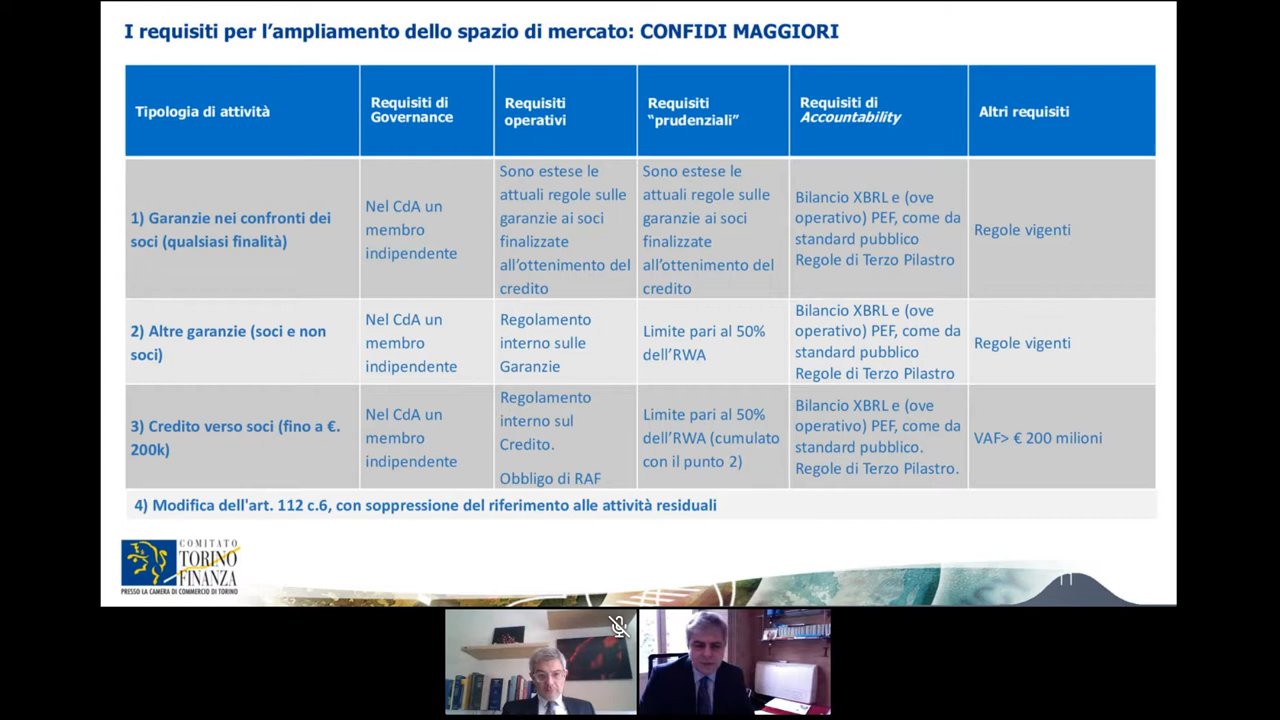 I requisiti per l'ampliamento dello spazio di mercato: CONFIDI MAGGIORI
Tipologia di attività
Requisiti di
Governance
Requisiti
operativi
Requisiti
“prudenziali”
Requisiti di
Accountability
Altri requisiti
1) Garanzie nei confronti dei
soci (qualsiasi finalità)
Nel CdA un
membro
indipendente
Sono estese le
attuali regole sulle
garanzie ai soci
finalizzate
all’ottenimento del
credito
Sono estese le
attuali regole sulle
garanzie ai soci
finalizzate
all’ottenimento del
credito
Bilancio XBRL e (ove
operativo) PEF, come da
standard pubblico
Regole di Terzo Pilastro
Regole vigenti
2) Altre garanzie (soci e non
soci)
Nel CdA un
membro
indipendente
Regolamento
interno sulle
Garanzie
Limite pari al 50%
dell’RWA
Bilancio XBRL e (ove
operativo) PEF, come da
standard pubblico
Regole di Terzo Pilastro
Regole vigenti
3) Credito verso soci (fino a €.
200k)
Nel CdA un
membro
indipendente
Regolamento
interno sul
Credito.
Obbligo di RAF
Limite pari al 50%
dell’RWA (cumulato
con il punto 2)
Bilancio XBRL e (ove
operativo) PEF, come da
standard pubblico.
Regole di Terzo Pilastro.
VAF> € 200 milioni
4) Modifica dell'art. 112 c.6, con soppressione del riferimento alle attività residuali
COMITATO
TORINO
FINANZA
PRESSO LA CAMERA DI COMMERCIO DI TORINO
11